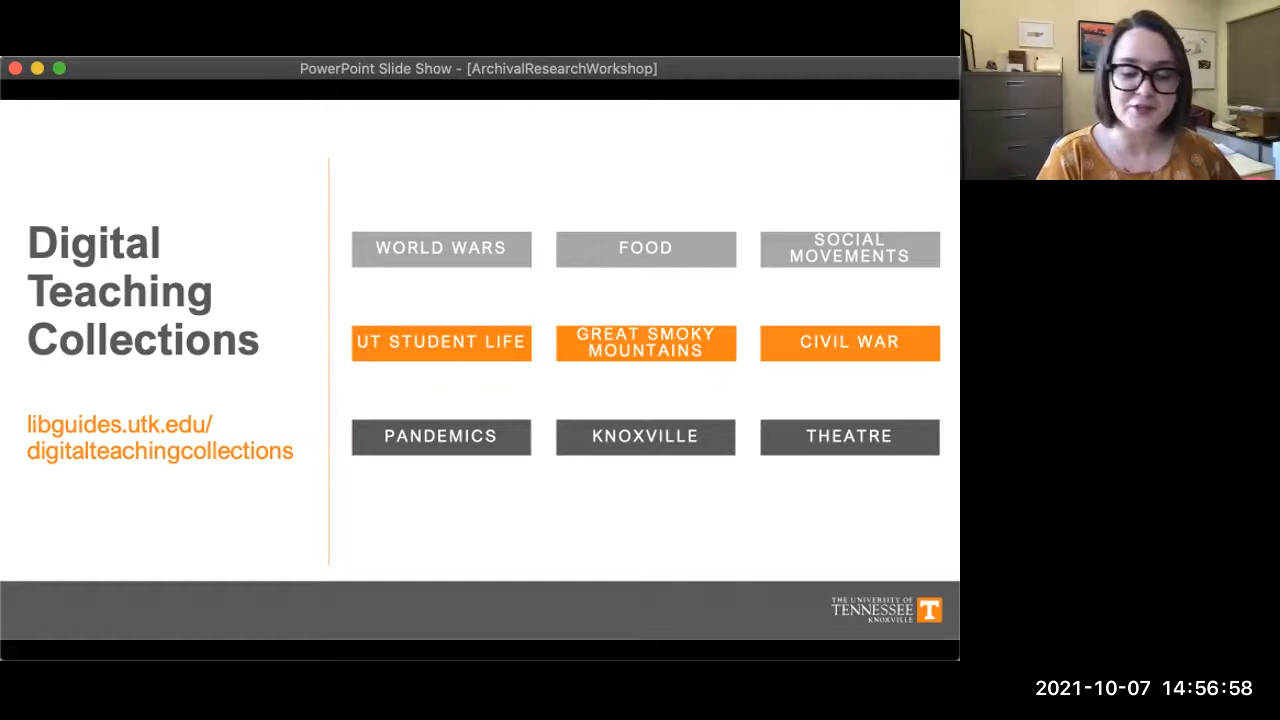 PowerPoint Slide Show - [ArchivalResearchWorkshop]
Digital
Teaching
Collections
libguides.utk.edu/
digitalteachingcollections
WORLD WARS
FOOD
SOCIAL
MOVEMENTS
UT STUDENT LIFE
GREAT SMOKY
MOUNTAINS
CIVIL WAR
PANDEMICS
KNOXVILLE
THEATRE
THE UNIVERSITY OF
TENNESSEE
KNOXVILLE
T
2021-10-07 14:56:58